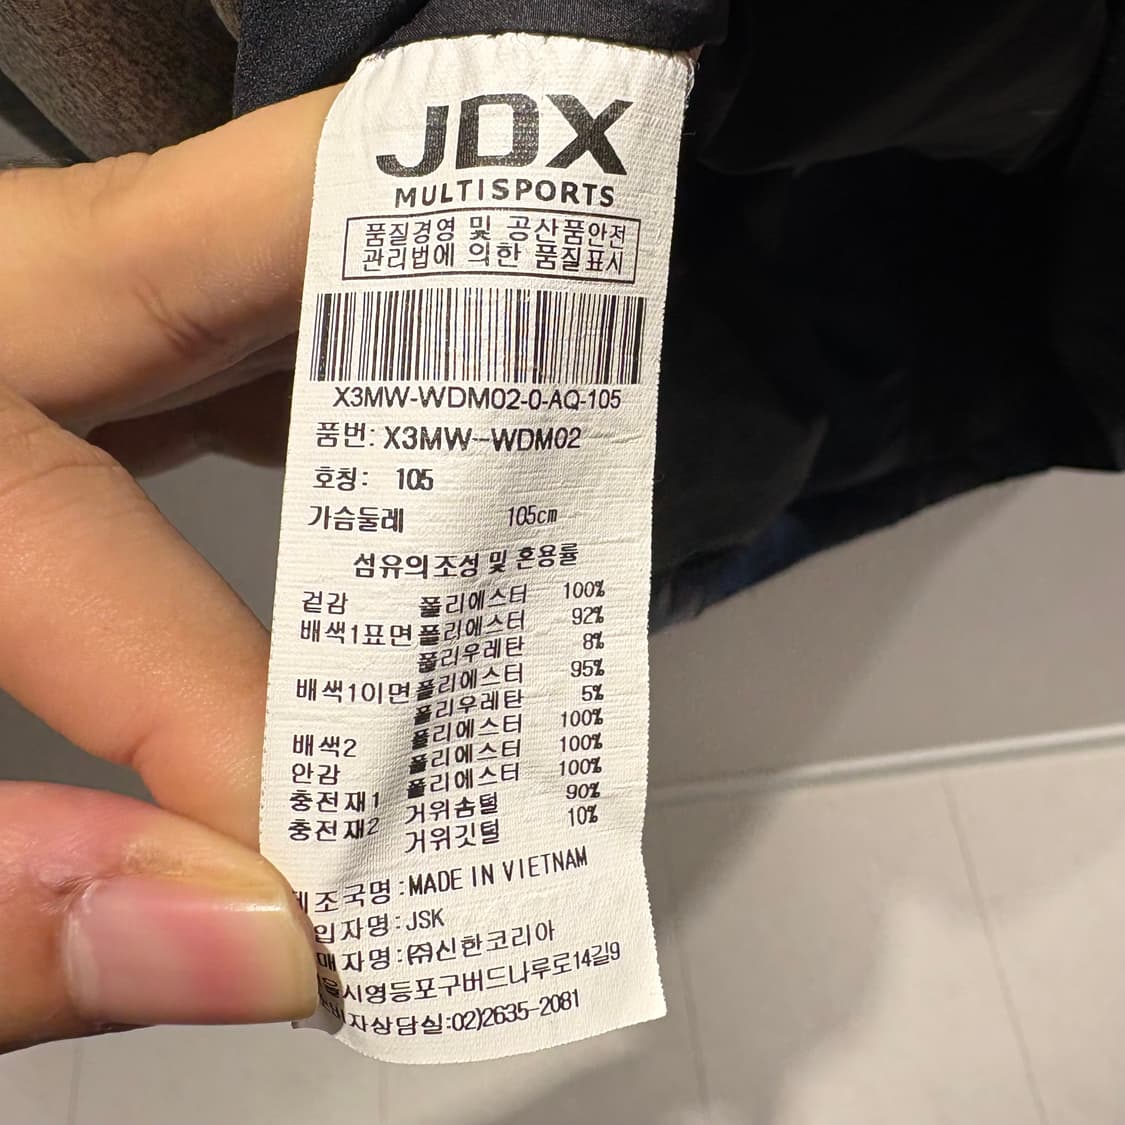 JDX
MULTISPORTS
품질경영 및 공산품안전
관리법에 의한 품질표시
X3MW-WDM02-0-AQ-105
품번: X3MW-WDM02
호칭: 105
가슴둘레 105cm
섬유의조성 및 혼용률
겉감 폴리에스터 100%
배색1표면 폴리에스터 92%
폴리우레탄 8%
배색1이면 폴리에스터 95%
폴리우레탄 5%
배색2 폴리에스터 100%
안감 폴리에스터 100%
충전재1 폴리에스터 100%
충전재2 거위솜털 90%
거위깃털 10%
제조국명:MADE IN VIETNAM
입자명:JSK
매자명:㈜신한코리아
울시영등포구버드나루로14길9
자상담실:02)2635-2081